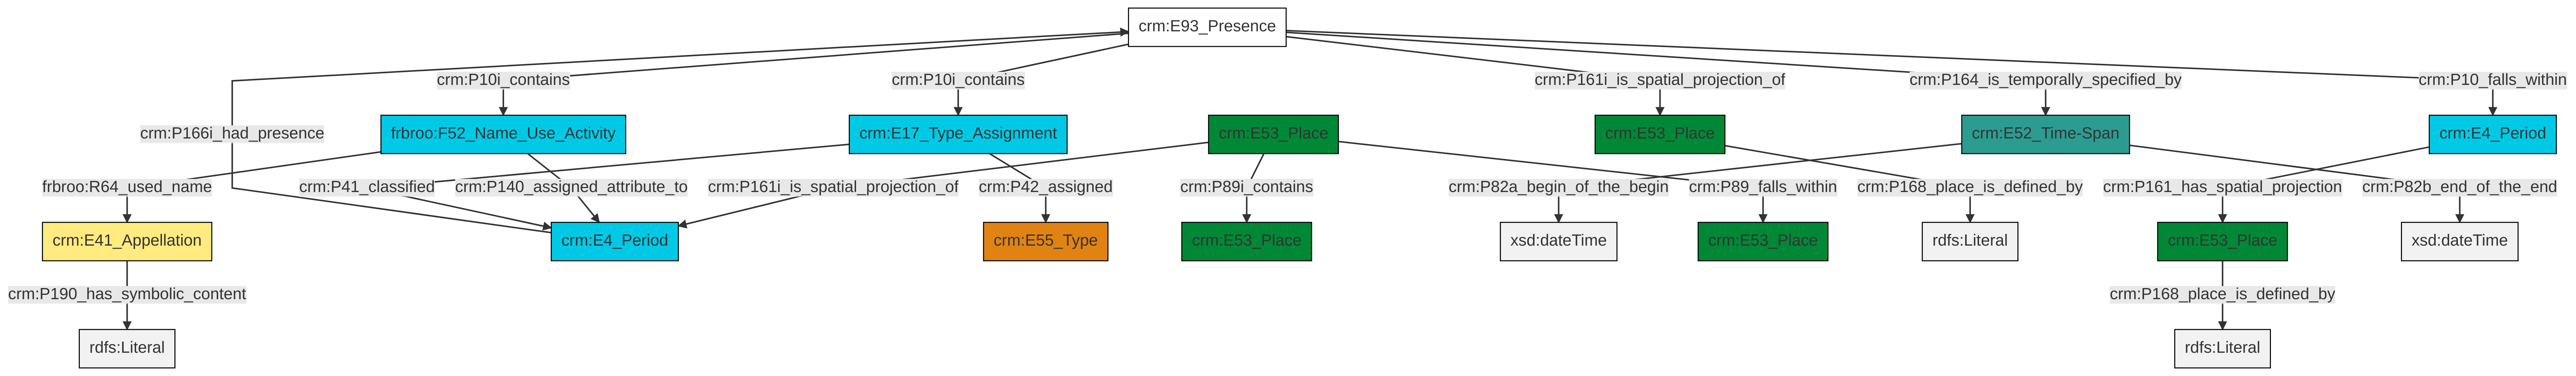 crm:E93_Presence
crm:P10i_contains
crm:P10i_contains
crm:P161i_is_spatial_projection_of
crm:P164_is_temporally_specified_by
crm:P10_falls_within
crm:P166i_had_presence
frbroo:F52_Name_Use_Activity
crm:E17_Type_Assignment
crm:E53_Place
crm:E53_Place
crm:E52_Time-Span
crm:E4_Period
frbroo:R64_used_name
crm:P41_classified
crm:P140_assigned_attribute_to
crm:P161i_is_spatial_projection_of
crm:P42_assigned
crm:P89i_contains
crm:P82a_begin_of_the_begin
crm:P89_falls_within
crm:P168_place_is_defined_by
crm:P161_has_spatial_projection
crm:P82b_end_of_the_end
crm:E41_Appellation
crm:E4_Period
crm:E55_Type
crm:E53_Place
xsd:dateTime
crm:E53_Place
rdfs:Literal
crm:E53_Place
xsd:dateTime
crm:P190_has_symbolic_content
crm:P168_place_is_defined_by
rdfs:Literal
rdfs:Literal